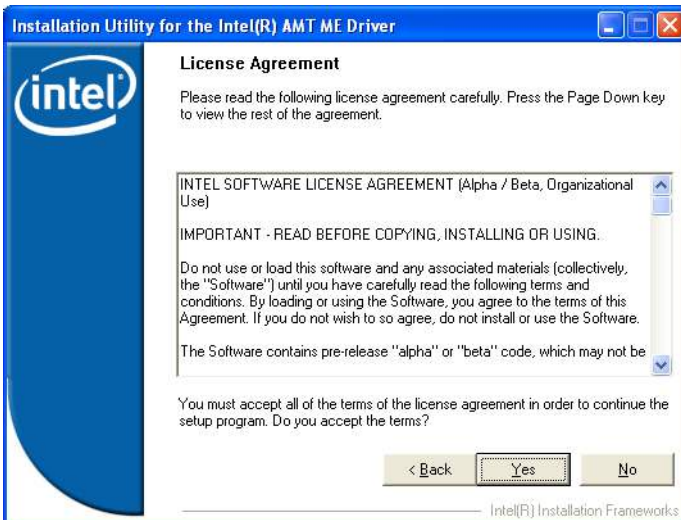 Installation Utility for the Intel(R) AMT ME Driver
intel
License Agreement
Please read the following license agreement carefully. Press the Page Down key
to view the rest of the agreement.
INTEL SOFTWARE LICENSE AGREEMENT (Alpha / Beta, Organizational
Use)
IMPORTANT - READ BEFORE COPYING, INSTALLING OR USING.
Do not use or load this software and any associated materials (collectively,
the "Software") until you have carefully read the following terms and
conditions. By loading or using the Software, you agree to the terms of this
Agreement. If you do not wish to so agree, do not install or use the Software.
The Software contains pre-release "alpha" or "beta" code, which may not be
You must accept all of the terms of the license agreement in order to continue the
setup program. Do you accept the terms?
< Back Yes No
Intel(R) Installation Frameworks